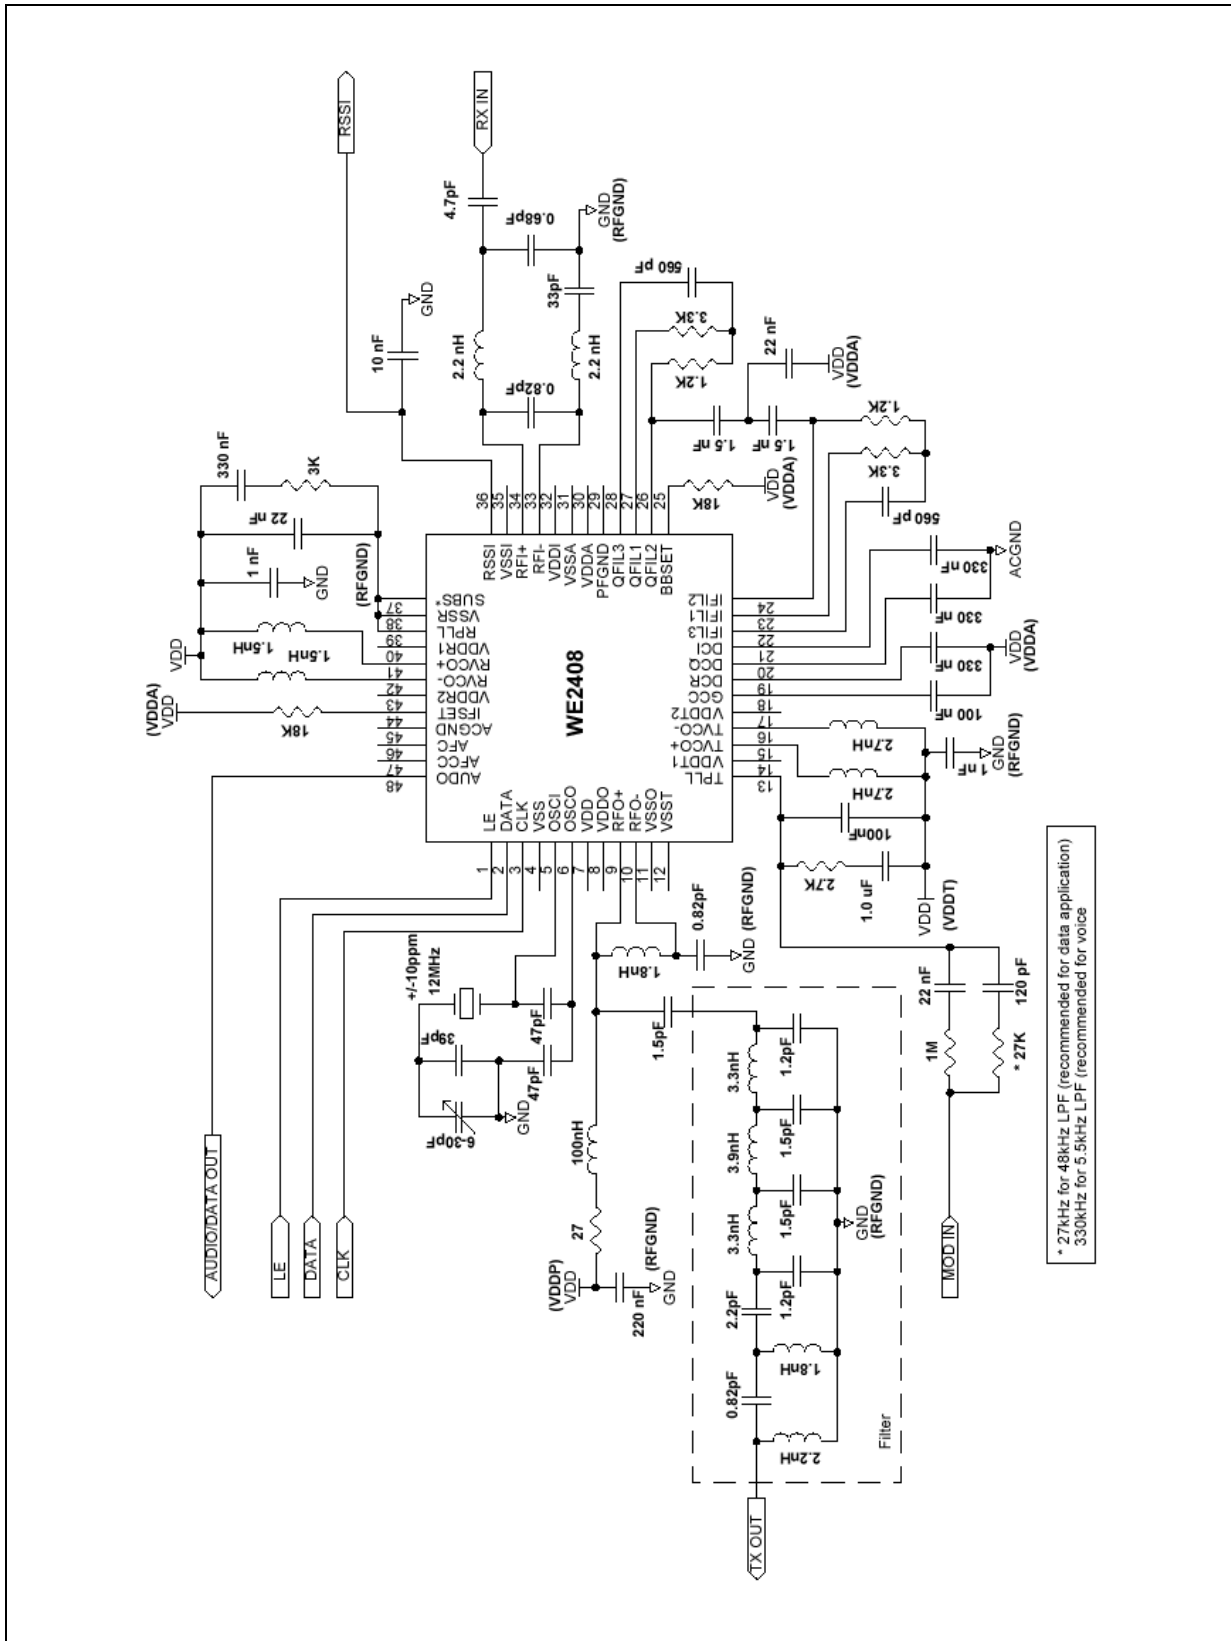 RSSI
RX IN
4.7pF
0.68pF
GND
(RFGND)
33pF
2.2 nH
2.2 nH
0.82pF
10 nF
GND
560 pF
3.3K
1.2K
22 nF
VDD
(VDDA)
1.5 nF
1.5 nF
1.2K
3.3K
560 pF
18K
VDD
(VDDA)
330 nF
3K
22 nF
1 nF
GND
(RFGND)
VDD
1.5nH
1.5nH
(VDDA)
VDD
18K
36
35
34
33
32
31
30
29
28
27
26
25
RSSI
VSSI
RFI+
RFI-
VDDI
VSSA
VDDA
PFGND
QFIL3
QFIL1
QFIL2
BBSET
SUBS*
37 VSSR
38 RPLL
39 VDDR1
40 RVCO+
41 RVCO-
42 VDDR2
43 IFSET
44 ACGND
45 AFC
46 AFCC
47 AUDO
48
WE2408
IFIL2 24
IFIL1 23
IFIL3 22
DCI 21
DCQ 20
DCR 19
GCC 18
VDDT2 17
TVCO- 16
TVCO+ 15
VDDT1 14
TPLL 13
330 nF
ACGND
330 nF
330 nF
VDD
(VDDA)
100 nF
2.7nH
2.7nH
1 nF
GND
(RFGND)
100nF
2.7K
1.0 uF
VDD
(VDDT)
LE
DATA
CLK
VSS
OSCI
OSCO
VDD
VDDO
RFO+
RFO-
VSSO
VSST
1
2
3
4
5
6
7
8
9
10
11
12
+/-10ppm
12MHz
39pF
47pF
47pF
6-30pF
GND
1.8nH
0.82pF
GND (RFGND)
1.5pF
100nH
27
(VDDP)
VDD
220 nF
GND (RFGND)
3.3nH
1.2pF
3.9nH
1.5pF
3.3nH
1.5pF
1.2pF
GND
(RFGND)
2.2pF
1.8nH
0.82pF
2.2nH
Filter
TX OUT
AUDIO/DATA OUT
LE
DATA
CLK
22 nF
1M
120 pF
* 27K
MOD IN
* 27kHz for 48kHz LPF (recommended for data application)
330kHz for 5.5kHz LPF (recommended for voice